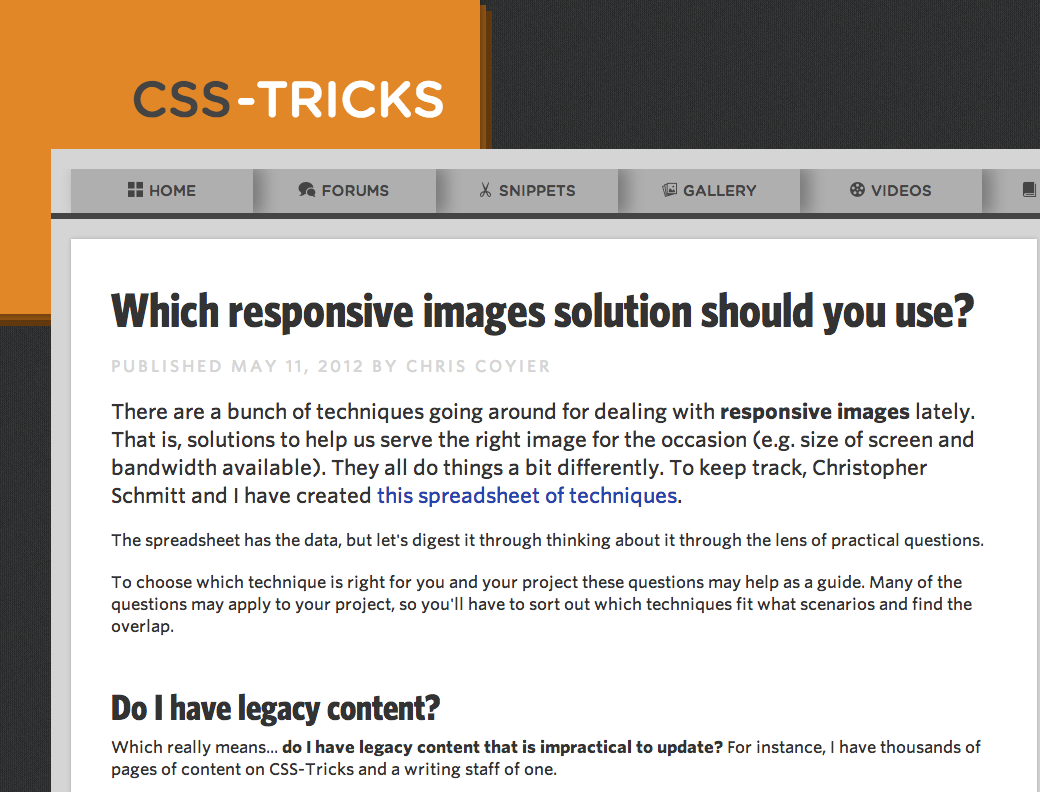 CSS-TRICKS
HOME FORUMS SNIPPETS GALLERY VIDEOS
Which responsive images solution should you use?
PUBLISHED MAY 11, 2012 BY CHRIS COYIER
There are a bunch of techniques going around for dealing with responsive images lately.
That is, solutions to help us serve the right image for the occasion (e.g. size of screen and
bandwidth available). They all do things a bit differently. To keep track, Christopher
Schmitt and I have created this spreadsheet of techniques.
The spreadsheet has the data, but let's digest it through thinking about it through the lens of practical questions.
To choose which technique is right for you and your project these questions may help as a guide. Many of the
questions may apply to your project, so you'll have to sort out which techniques fit what scenarios and find the
overlap.
Do I have legacy content?
Which really means... do I have legacy content that is impractical to update? For instance, I have thousands of
pages of content on CSS-Tricks and a writing staff of one.